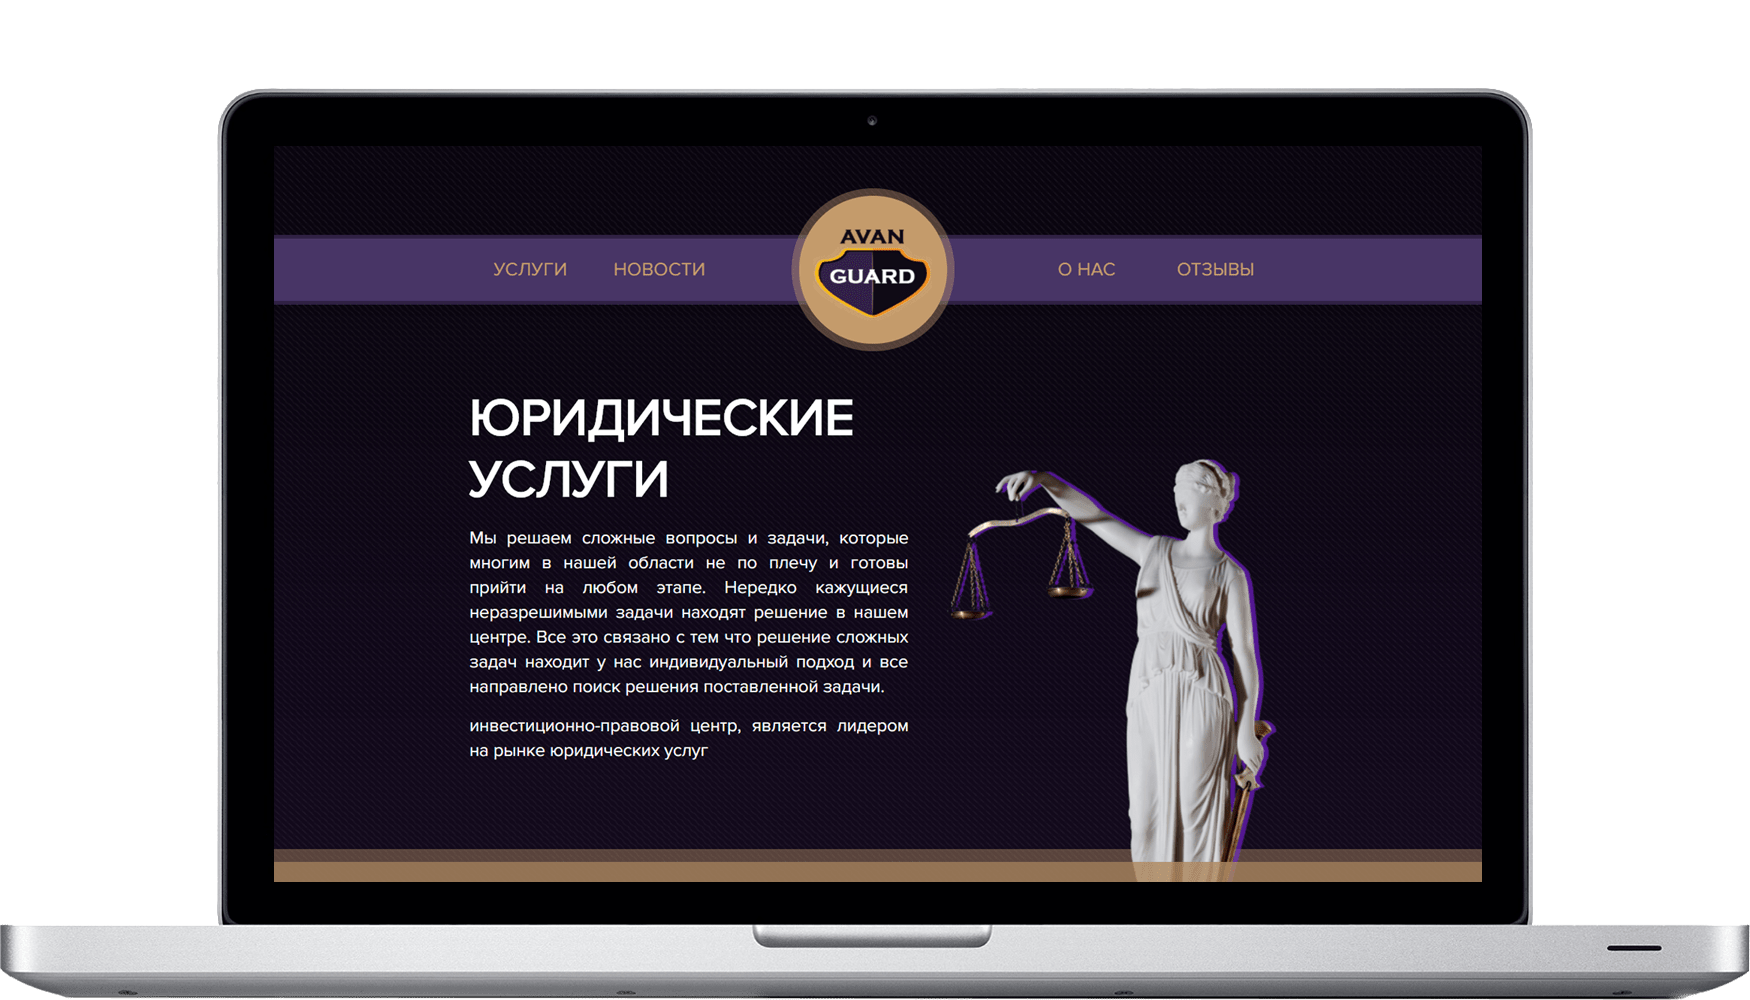 AVAN
GUARD
УСЛУГИ НОВОСТИ О НАС ОТЗЫВЫ
ЮРИДИЧЕСКИЕ
УСЛУГИ
Мы решаем сложные вопросы и задачи, которые
многим в нашей области не по плечу и готовы
прийти на любом этапе. Нередко кажущиеся
неразрешимыми задачи находят решение в нашем
центре. Все это связано с тем что решение сложных
задач находит у нас индивидуальный подход и все
направлено поиск решения поставленной задачи.
инвестиционно-правовой центр, является лидером
на рынке юридических услуг